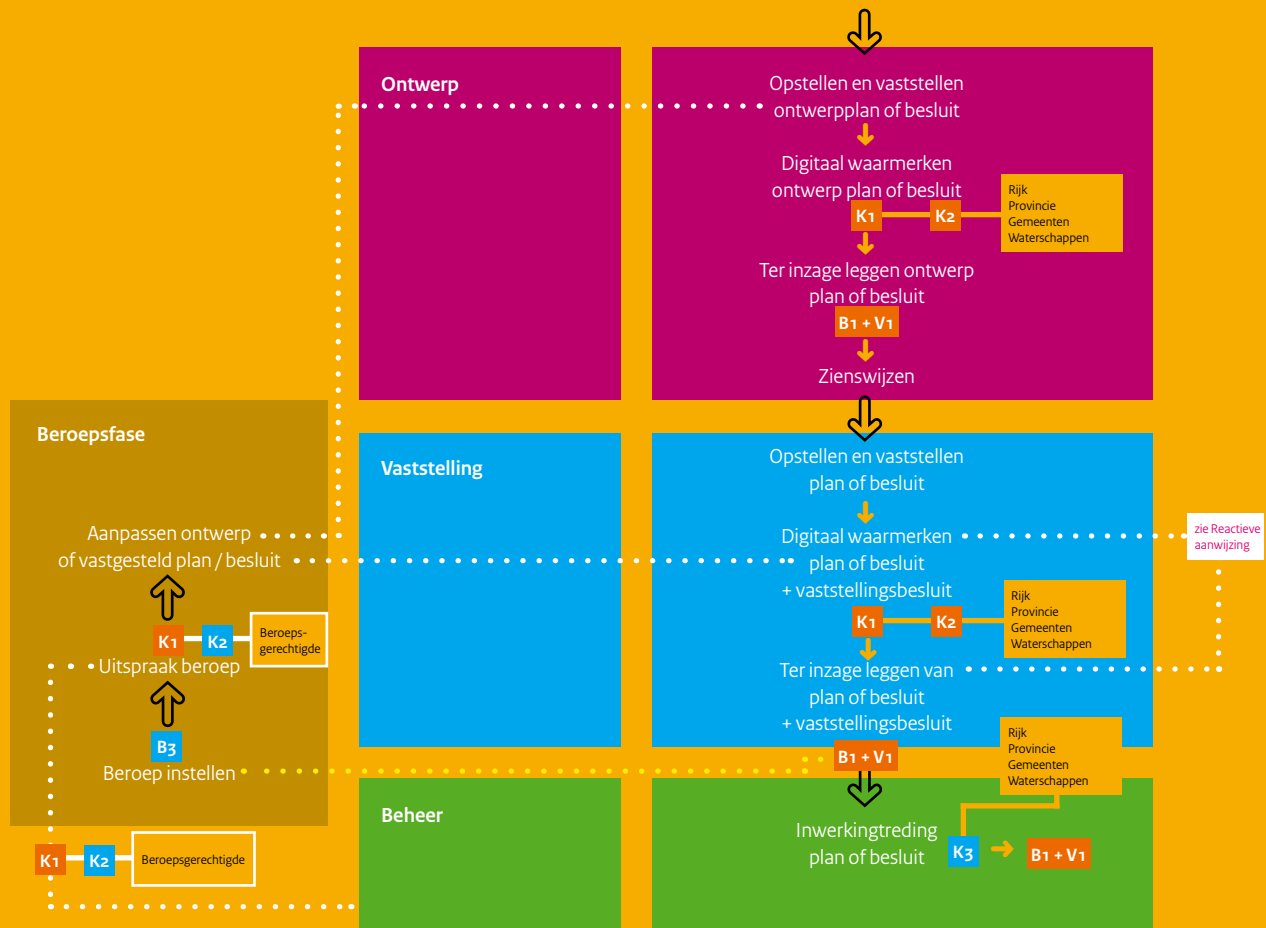 Ontwerp
Opstellen en vaststellen
ontwerpplan of besluit
Digitaal waarmerken
ontwerp plan of besluit
K1
K2
Rijk
Provincie
Gemeenten
Waterschappen
Ter inzage leggen ontwerp
plan of besluit
B1 + V1
Zienswijzen
Beroepsfase
Aanpassen ontwerp
of vastgesteld plan / besluit
K1
K2
Beroeps-
gerechtigde
Uitspraak beroep
B3
Beroep instellen
K1
K2
Beroepsgerechtigde
Vaststelling
Opstellen en vaststellen
plan of besluit
Digitaal waarmerken
plan of besluit
+ vaststellingsbesluit
zie Reactieve
aanwijzing
K1
K2
Rijk
Provincie
Gemeenten
Waterschappen
Ter inzage leggen van
plan of besluit
+ vaststellingsbesluit
B1 + V1
Rijk
Provincie
Gemeenten
Waterschappen
Beheer
Inwerkingtreding
plan of besluit
K3
B1 + V1